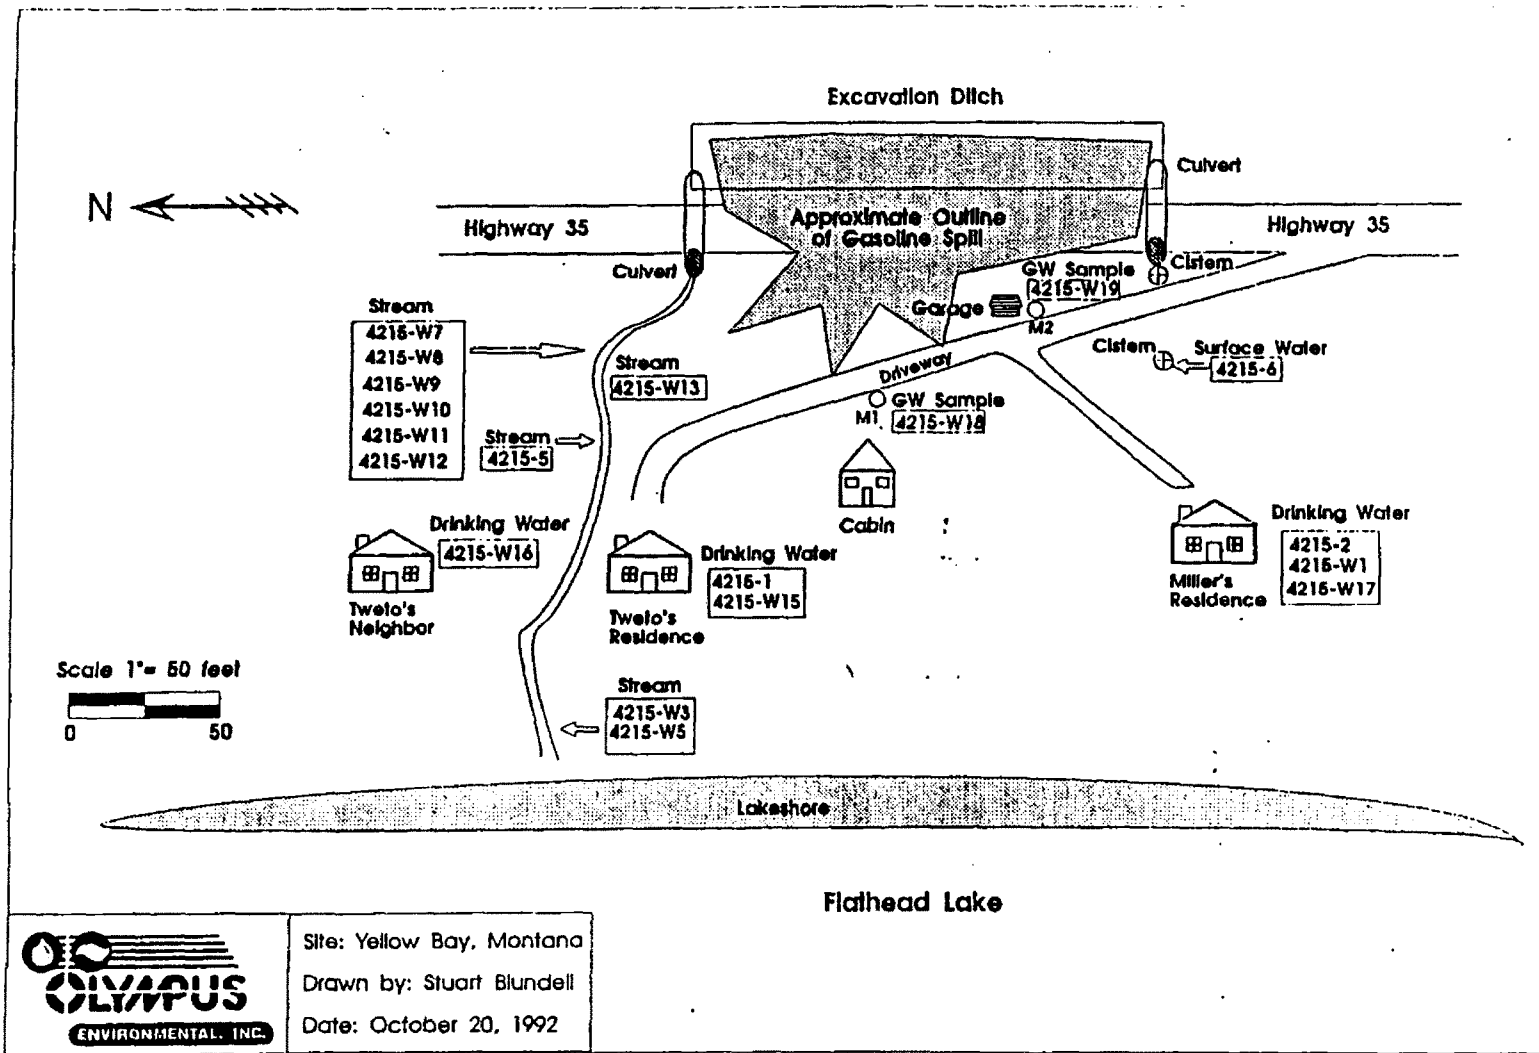 Excavation Ditch
Culvert
N
Highway 35
Approximate Outline
of Gasoline Spill
Highway 35
Culvert
Cistern
GW Sample
4215-W19
Garage
M2
Stream
4215-W7
4215-W8
4215-W9
4215-W10
4215-W11
4215-W12
Stream
4215-W13
Stream
4215-5
Driveway
Cistern
Surface Water
4215-6
M1
GW Sample
4215-W18
Cabin
Drinking Water
4215-W16
Tweto's
Neighbor
Drinking Water
4215-1
4215-W15
Tweto's
Residence
Drinking Water
4215-2
4215-W1
4215-W17
Miller's
Residence
Scale 1"= 50 feet
0 50
Stream
4215-W3
4215-W5
Lakeshore
Flathead Lake
OLYMPUS
ENVIRONMENTAL, INC.
Site: Yellow Bay, Montana
Drawn by: Stuart Blundell
Date: October 20, 1992